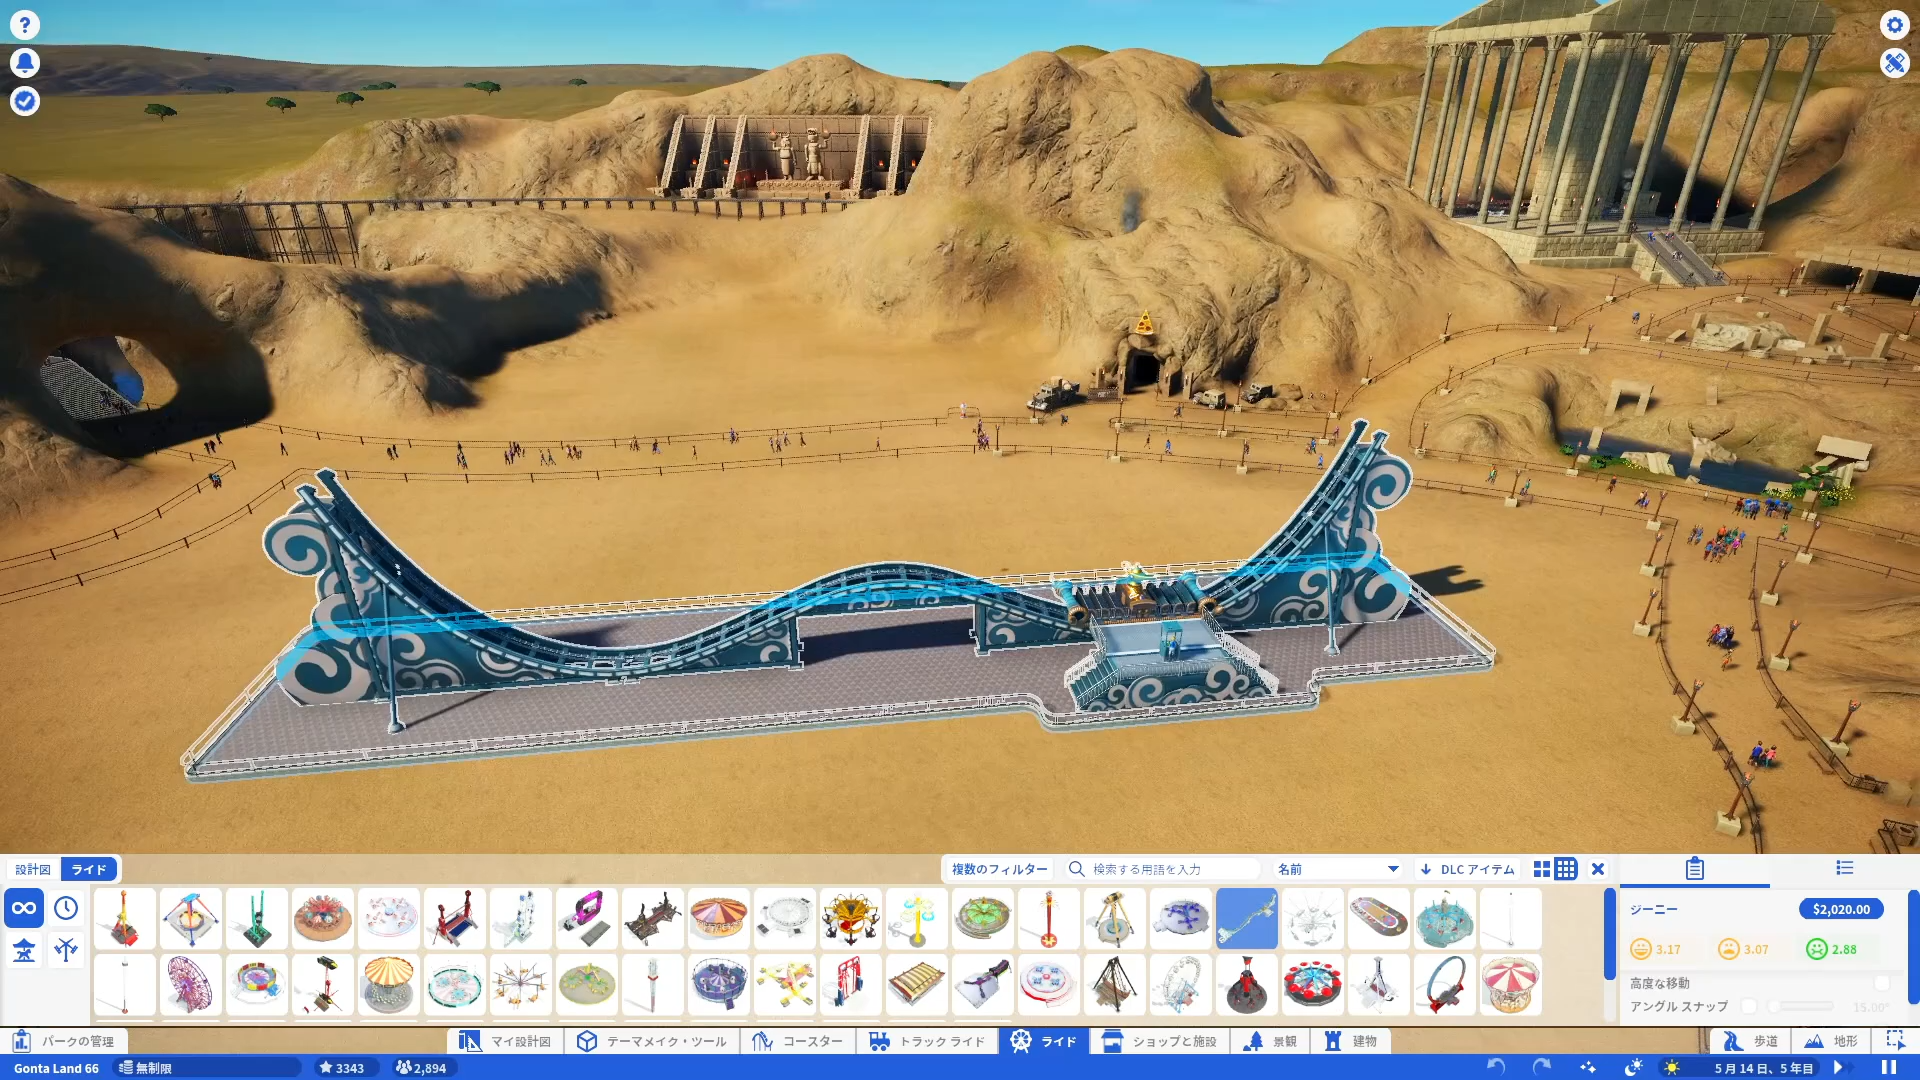 設計図
ライド
複数のフィルター
検索する用語を入力
名前
DLC アイテム
ジーニー
$2,020.00
3.17
3.07
2.88
高度な移動
アングル スナップ
15.00°
パークの管理
マイ設計図
テーマメイク・ツール
コースター
トラック ライド
ライド
ショップと施設
景観
建物
歩道
地形
Gonta Land 66
無制限
3343
2,894
5 月 14 日、5 年目